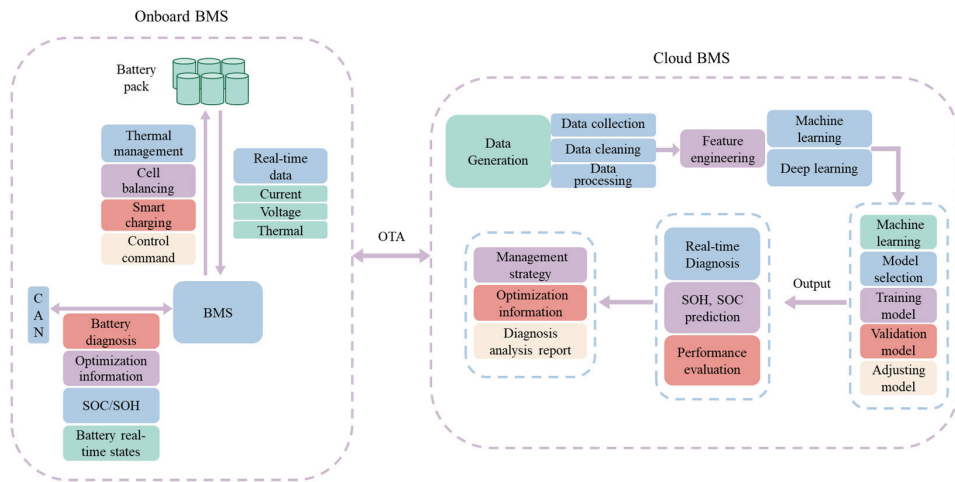 Onboard BMS
Battery
pack
Thermal
management
Cell
balancing
Smart
charging
Control
command
Real-time
data
Current
Voltage
Thermal
C
A
N
BMS
Battery
diagnosis
Optimization
information
SOC/SOH
Battery real-
time states
OTA
Cloud BMS
Data
Generation
Data collection
Data cleaning
Data
processing
Feature
engineering
Machine
learning
Deep learning
Machine
learning
Model
selection
Training
model
Validation
model
Adjusting
model
Output
Real-time
Diagnosis
SOH, SOC
prediction
Performance
evaluation
Management
strategy
Optimization
information
Diagnosis
analysis report